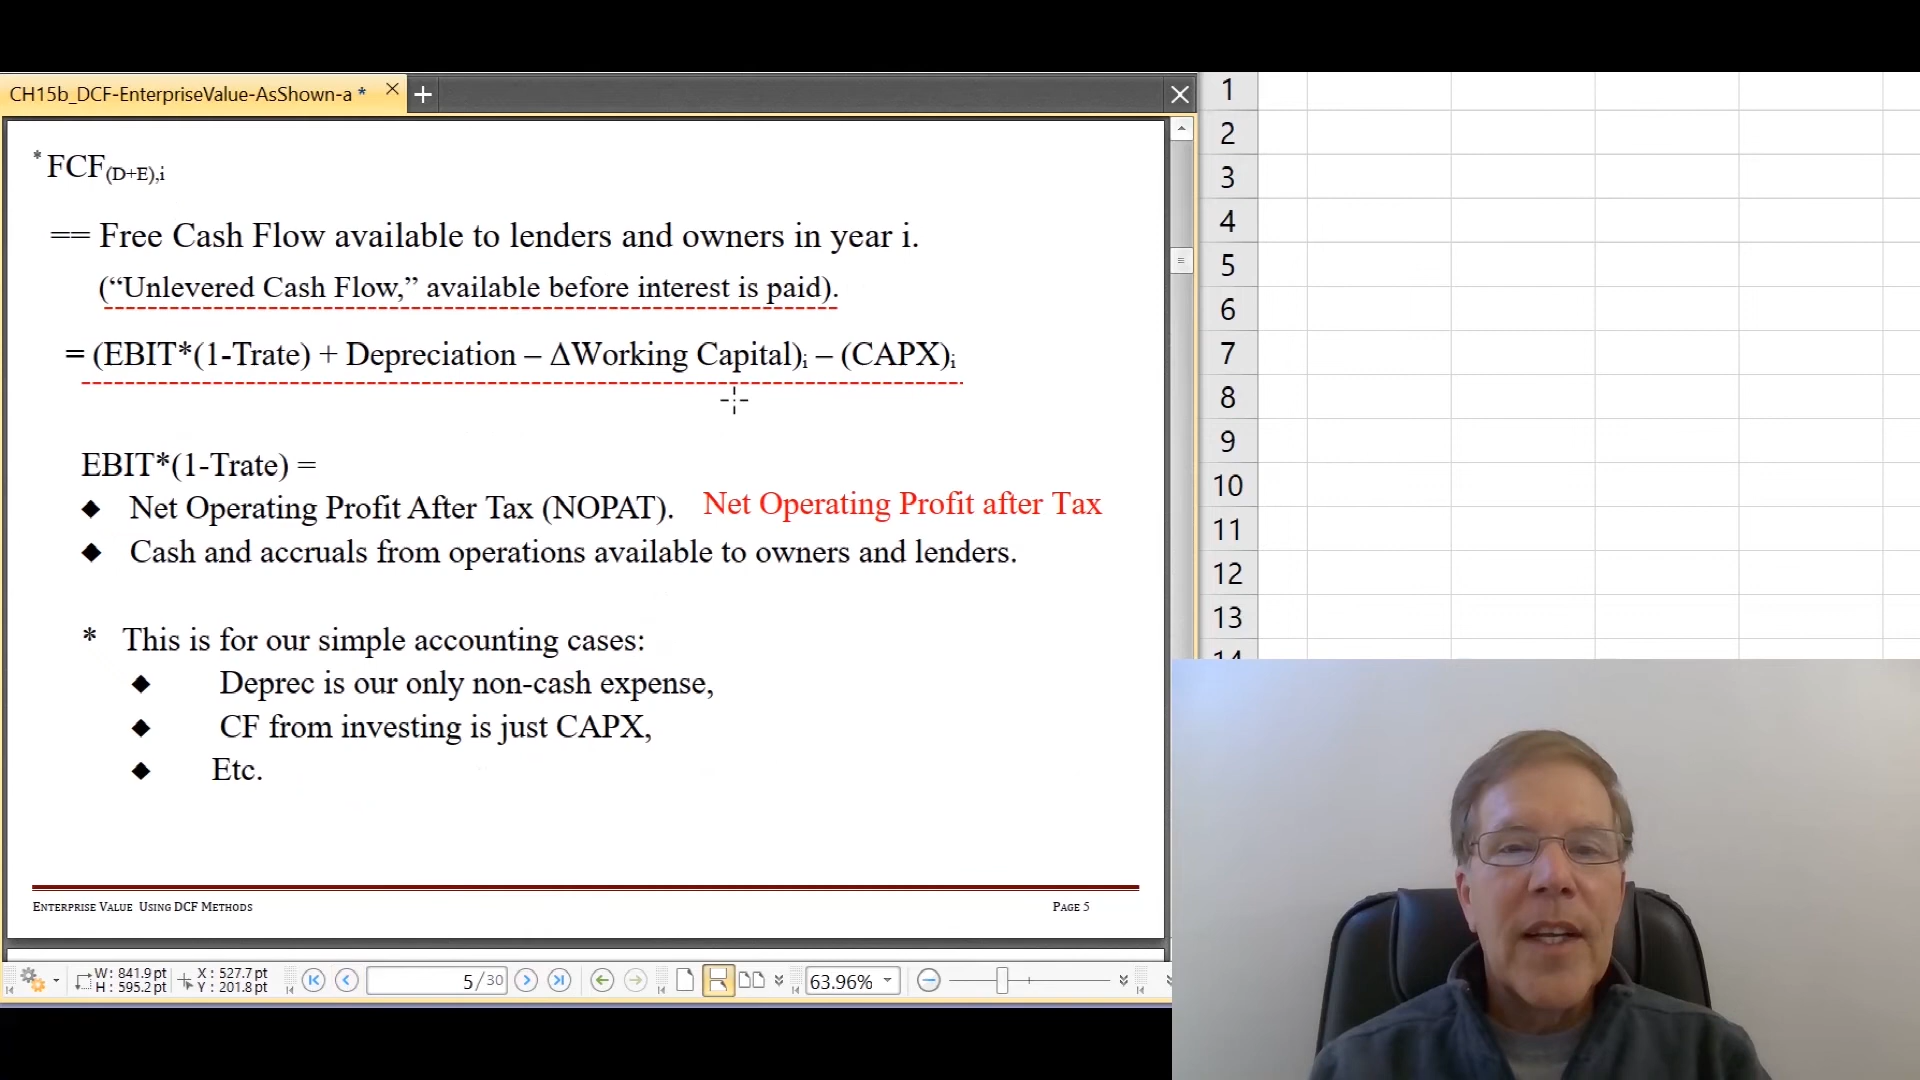 CH15b_DCF-EnterpriseValue-AsShown-a *
* FCF(D+E),i
== Free Cash Flow available to lenders and owners in year i.
(“Unlevered Cash Flow,” available before interest is paid).
= (EBIT*(1-Trate) + Depreciation – ΔWorking Capital)i – (CAPX)i
EBIT*(1-Trate) =
◆ Net Operating Profit After Tax (NOPAT). Net Operating Profit after Tax
◆ Cash and accruals from operations available to owners and lenders.
* This is for our simple accounting cases:
◆ Deprec is our only non-cash expense,
◆ CF from investing is just CAPX,
◆ Etc.
ENTERPRISE VALUE USING DCF METHODS PAGE 5
W: 841.9 pt
H: 595.2 pt
X: 527.7 pt
Y: 201.8 pt
5 / 30
63.96%
1
2
3
4
5
6
7
8
9
10
11
12
13
14